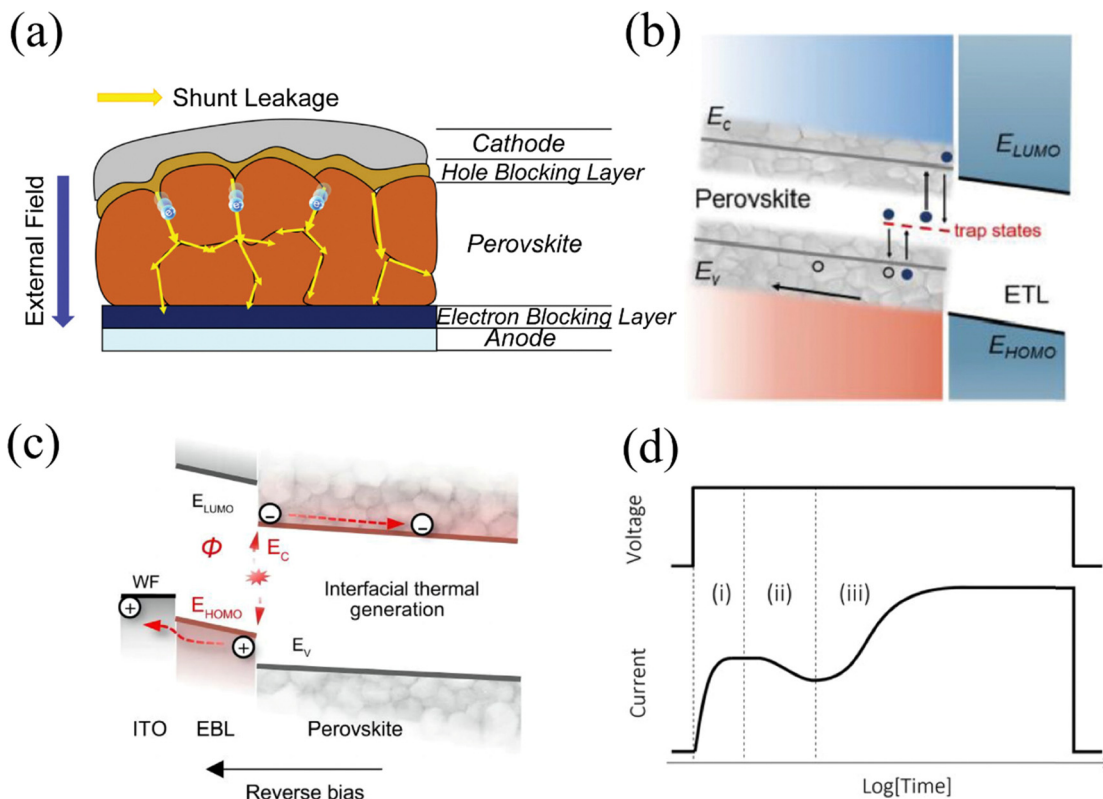 (a)
Shunt Leakage
External Field
Cathode
Hole Blocking Layer
Perovskite
Electron Blocking Layer
Anode
(b)
Ec
ELUMO
Perovskite
trap states
Ev
ETL
EHOMO
(c)
ELUMO
Φ
EC
WF
Interfacial thermal
generation
EHOMO
EV
ITO
EBL
Perovskite
Reverse bias
(d)
Voltage
(i)
(ii)
(iii)
Current
Log[Time]